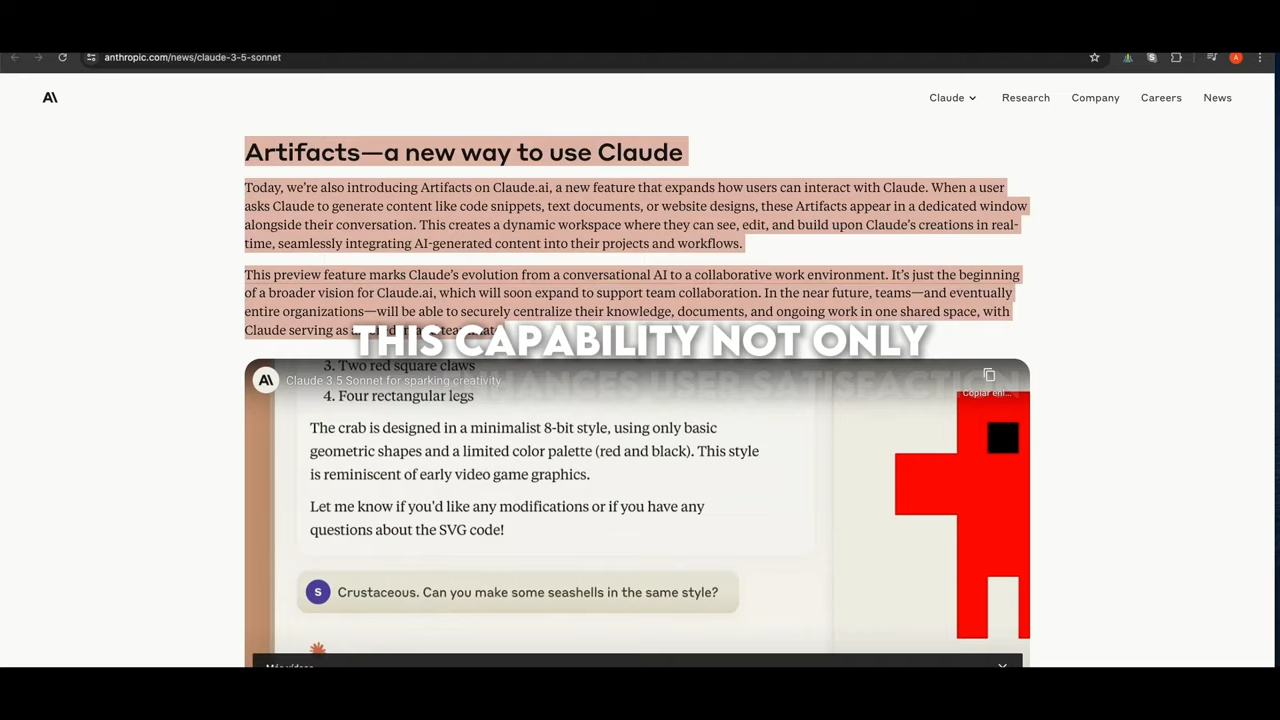 anthropic.com/news/claude-3-5-sonnet
A
A\
Claude
Research
Company
Careers
News
Artifacts—a new way to use Claude
Today, we're also introducing Artifacts on Claude.ai, a new feature that expands how users can interact with Claude. When a user
asks Claude to generate content like code snippets, text documents, or website designs, these Artifacts appear in a dedicated window
alongside their conversation. This creates a dynamic workspace where they can see, edit, and build upon Claude's creations in real-
time, seamlessly integrating AI-generated content into their projects and workflows.
This preview feature marks Claude's evolution from a conversational AI to a collaborative work environment. It's just the beginning
of a broader vision for Claude.ai, which will soon expand to support team collaboration. In the near future, teams—and eventually
entire organizations—will be able to securely centralize their knowledge, documents, and ongoing work in one shared space, with
Claude serving as
THIS CAPABILITY NOT ONLY
3. Two red square claws
A\ Claude 3.5 Sonnet for sparking creativity
USER SATISFACTION
Copiar enl...
4. Four rectangular legs
The crab is designed in a minimalist 8-bit style, using only basic
geometric shapes and a limited color palette (red and black). This style
is reminiscent of early video game graphics.
Let me know if you'd like any modifications or if you have any
questions about the SVG code!
S Crustaceous. Can you make some seashells in the same style?
Más vídeos